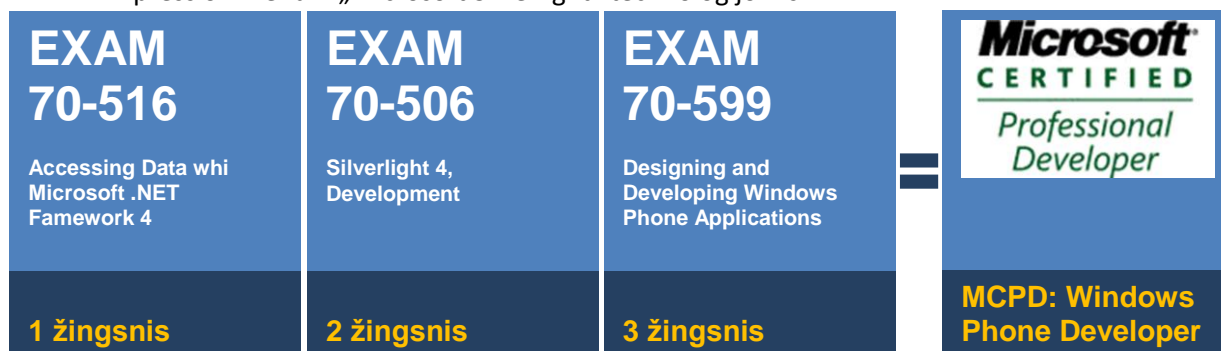 EXAM
70-516
Accessing Data whi
Microsoft .NET
Famework 4
1 žingsnis
EXAM
70-506
Silverlight 4,
Development
2 žingsnis
EXAM
70-599
Designing and
Developing Windows
Phone Applications
3 žingsnis
=
Microsoft
CERTIFIED
Professional
Developer
MCPD: Windows
Phone Developer